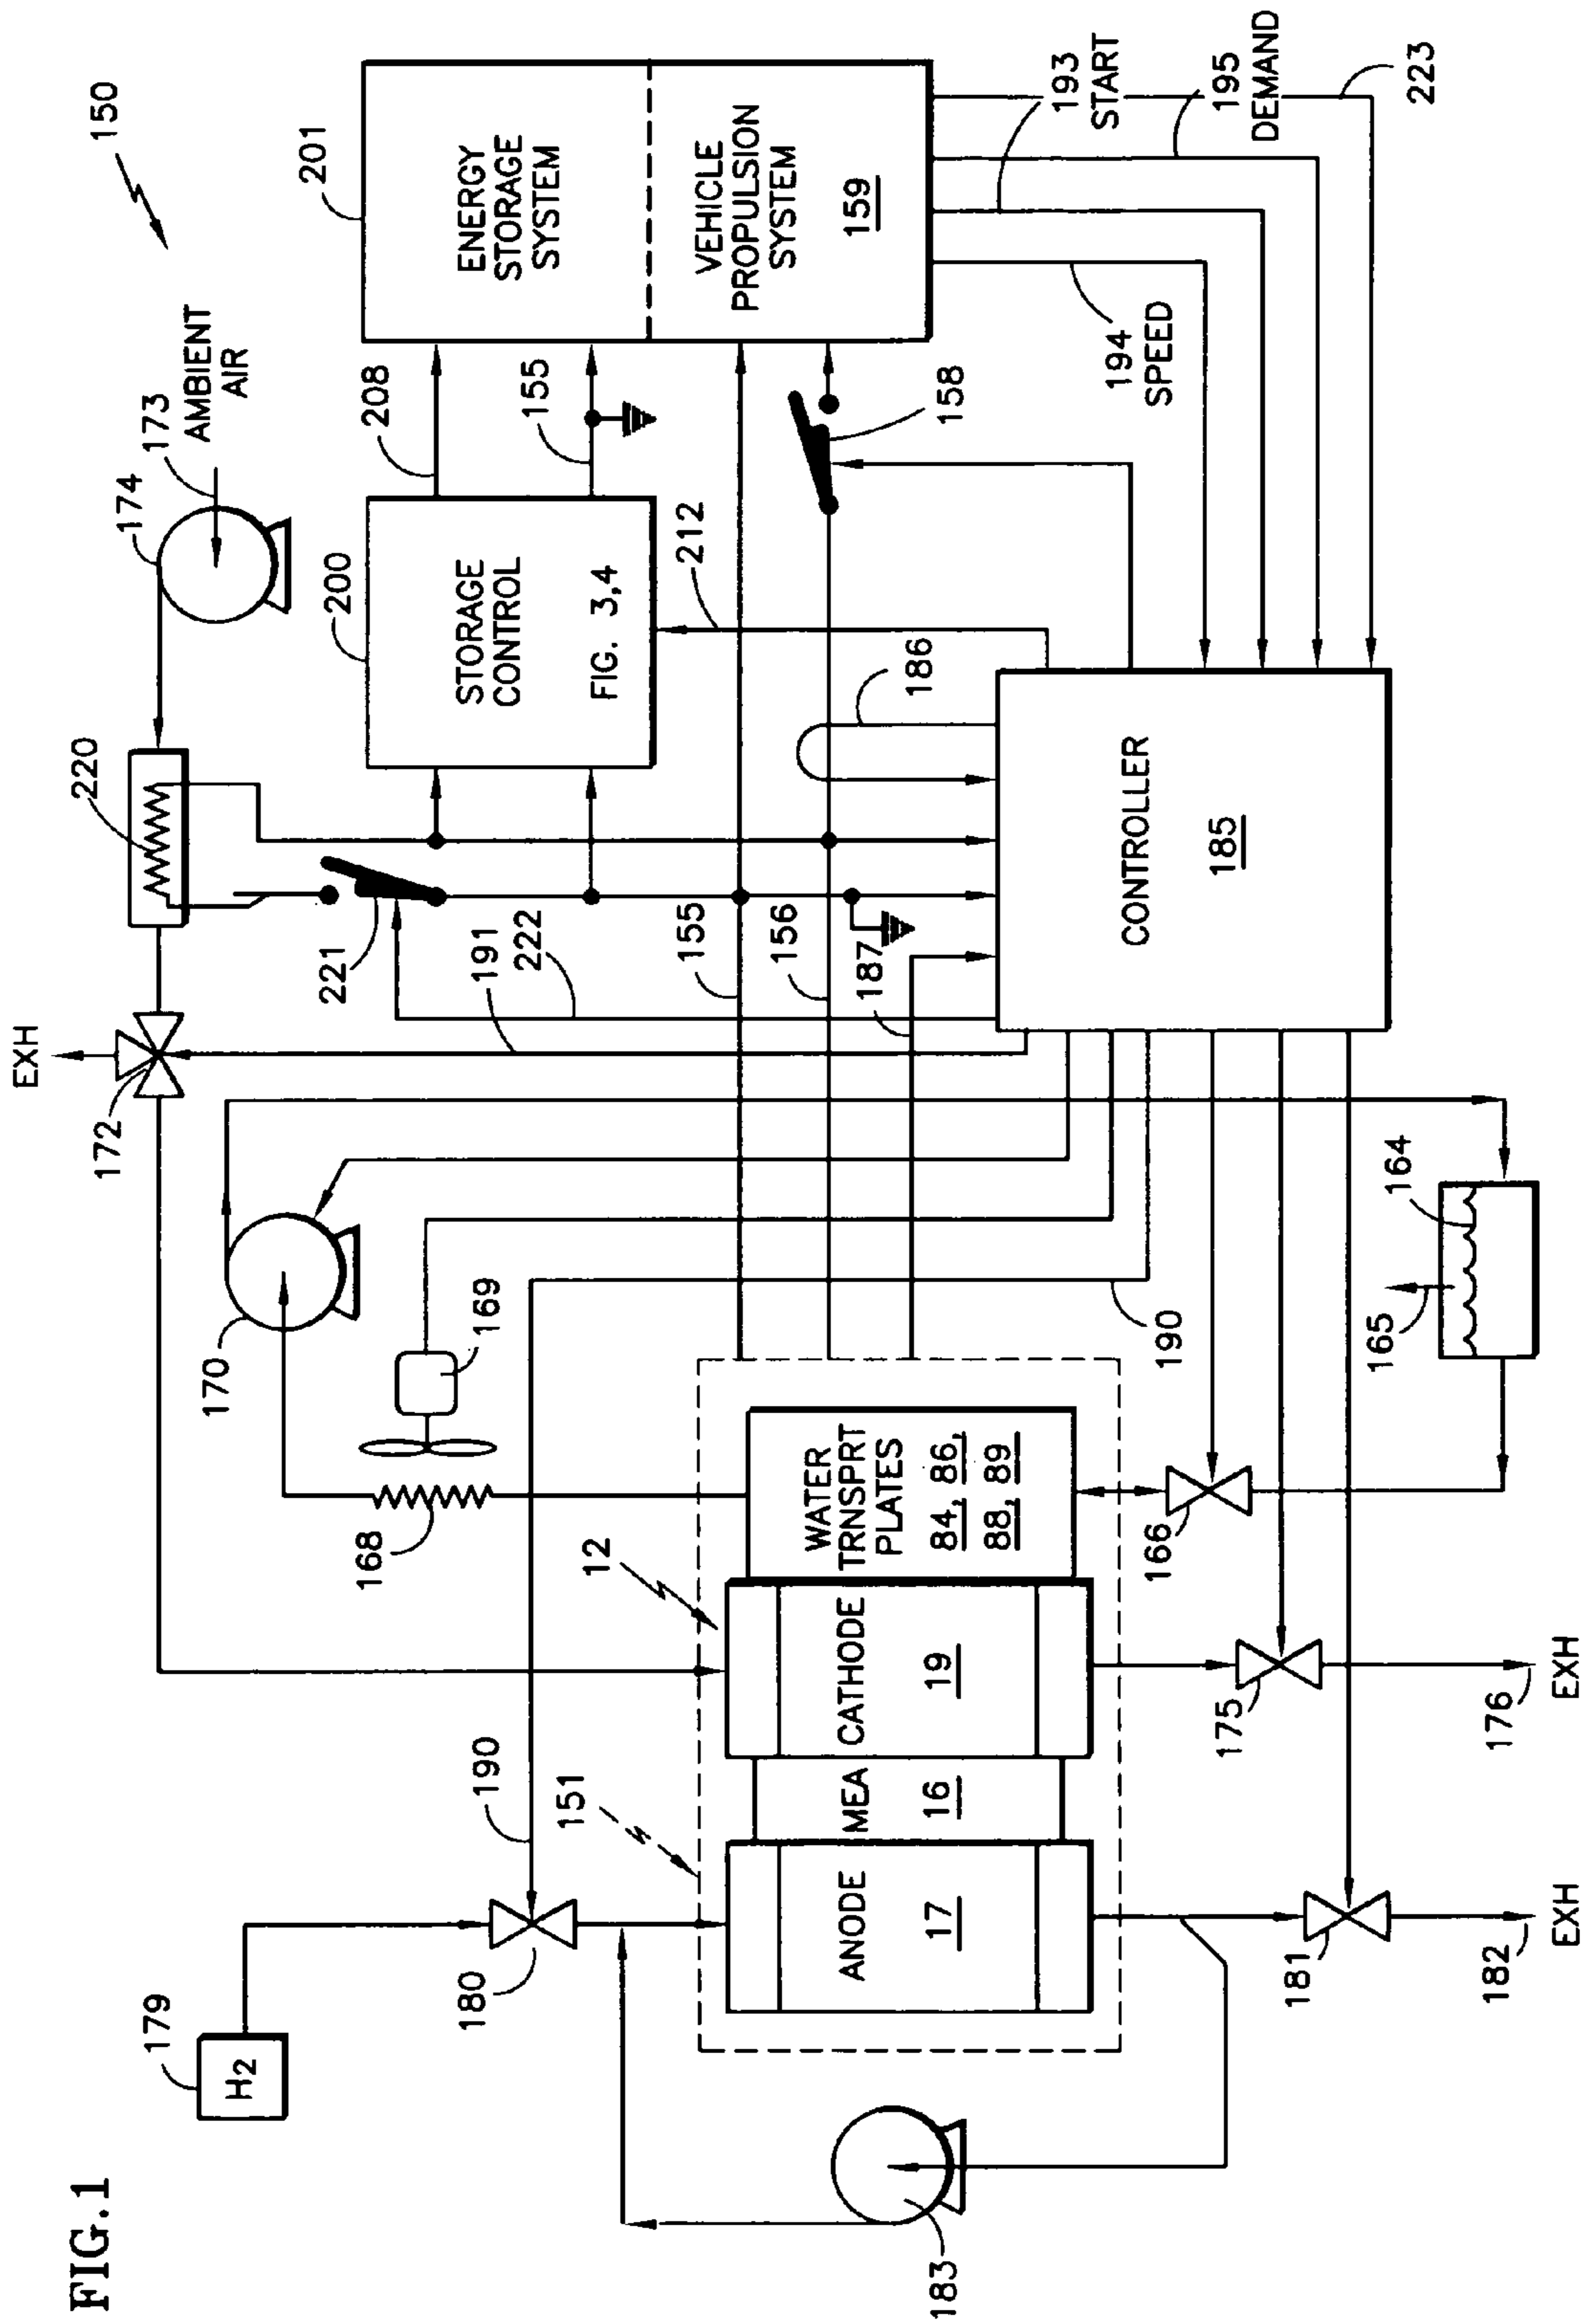 FIG.1
150
EXH
173
AMBIENT
AIR
174
220
172
201
ENERGY
STORAGE
SYSTEM
VEHICLE
PROPULSION
SYSTEM
159
208
155
200
STORAGE
CONTROL
FIG. 3,4
221
191
222
212
158
155
156
187
186
193
START
195
DEMAND
223
194
SPEED
CONTROLLER
185
179
H2
180
190
170
169
168
12
151
ANODE
17
MEA
16
CATHODE
19
WATER
TRNSPRT
PLATES
84, 86,
88, 89
190
166
164
165
175
176
EXH
181
182
EXH
183